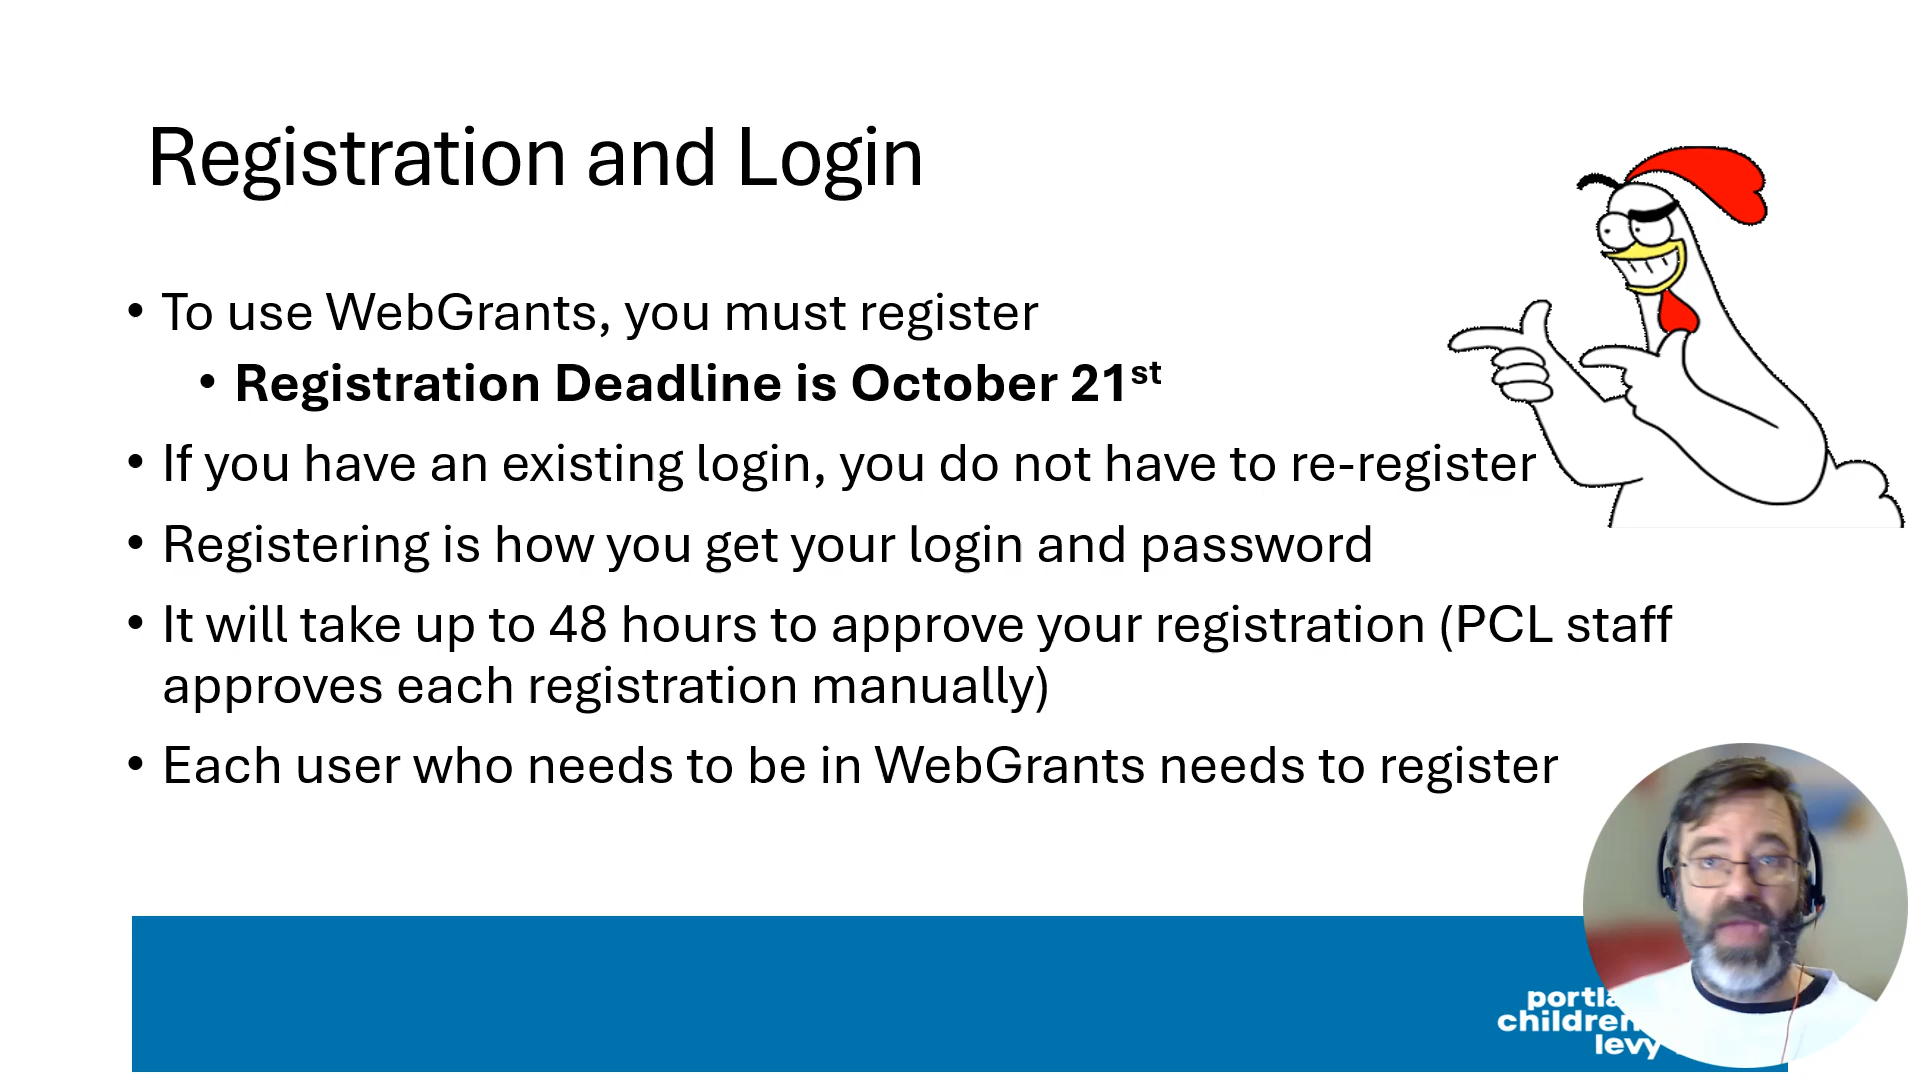 Registration and Login
• To use WebGrants, you must register
• Registration Deadline is October 21st
• If you have an existing login, you do not have to re-register
• Registering is how you get your login and password
• It will take up to 48 hours to approve your registration (PCL staff
approves each registration manually)
• Each user who needs to be in WebGrants needs to register
levy